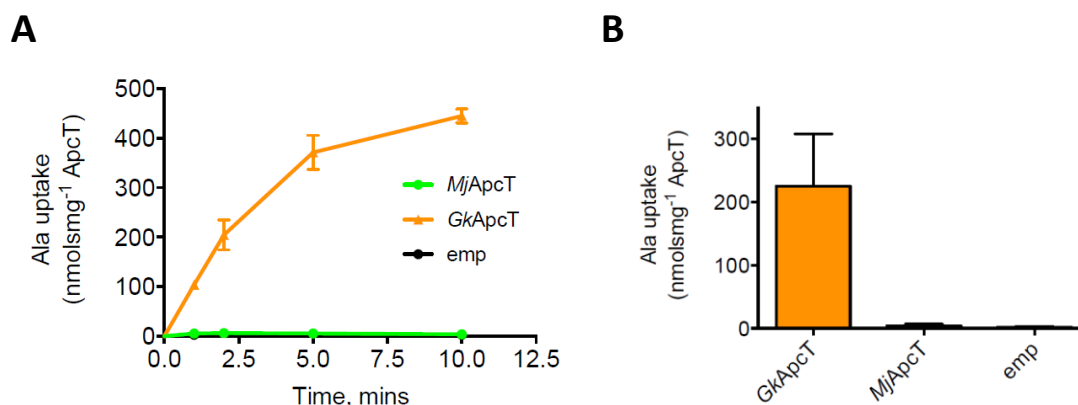 A
B
Ala uptake
(nmolsmg⁻¹ ApcT)
500
400
300
200
100
0
0.0 2.5 5.0 7.5 10.0 12.5
Time, mins
MjApcT
GkApcT
emp
Ala uptake
(nmolsmg⁻¹ ApcT)
300
200
100
0
GkApcT
MjApcT
emp